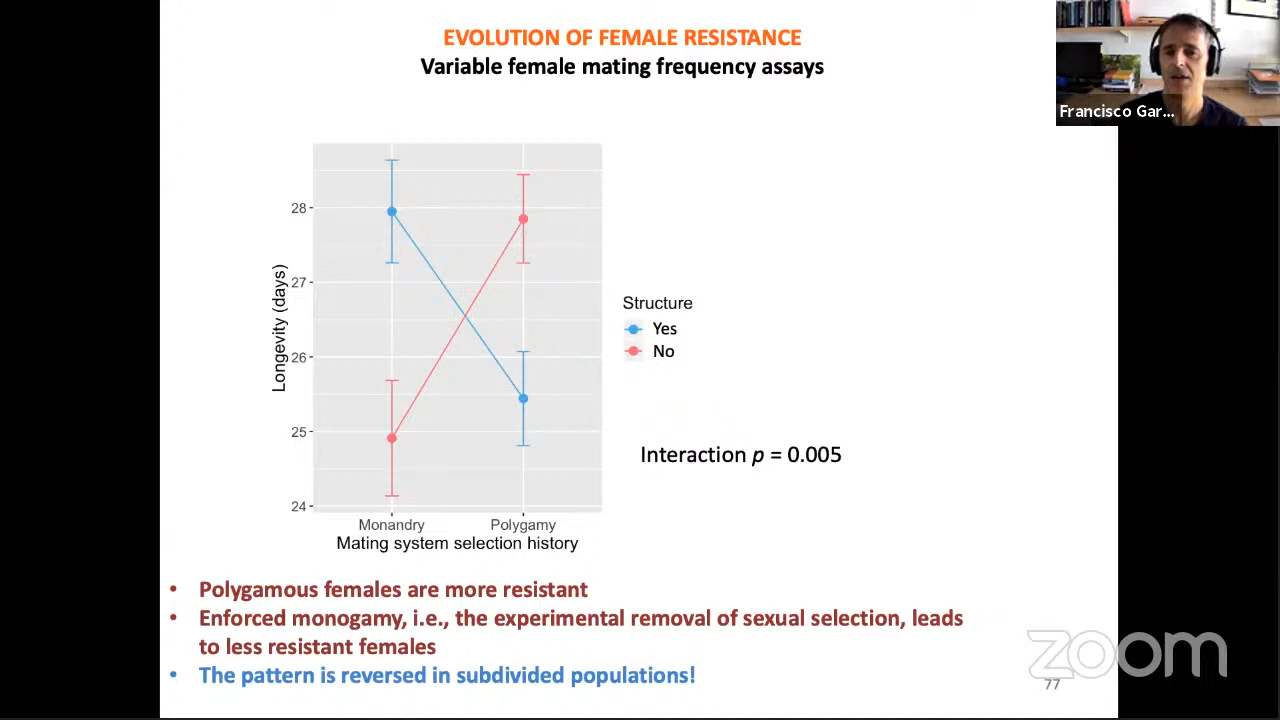 EVOLUTION OF FEMALE RESISTANCE
Variable female mating frequency assays
Francisco Gar...
28
27
26
25
24
Longevity (days)
Monandry
Polygamy
Mating system selection history
Structure
Yes
No
Interaction p = 0.005
• Polygamous females are more resistant
• Enforced monogamy, i.e., the experimental removal of sexual selection, leads
to less resistant females
• The pattern is reversed in subdivided populations!
zoom
77